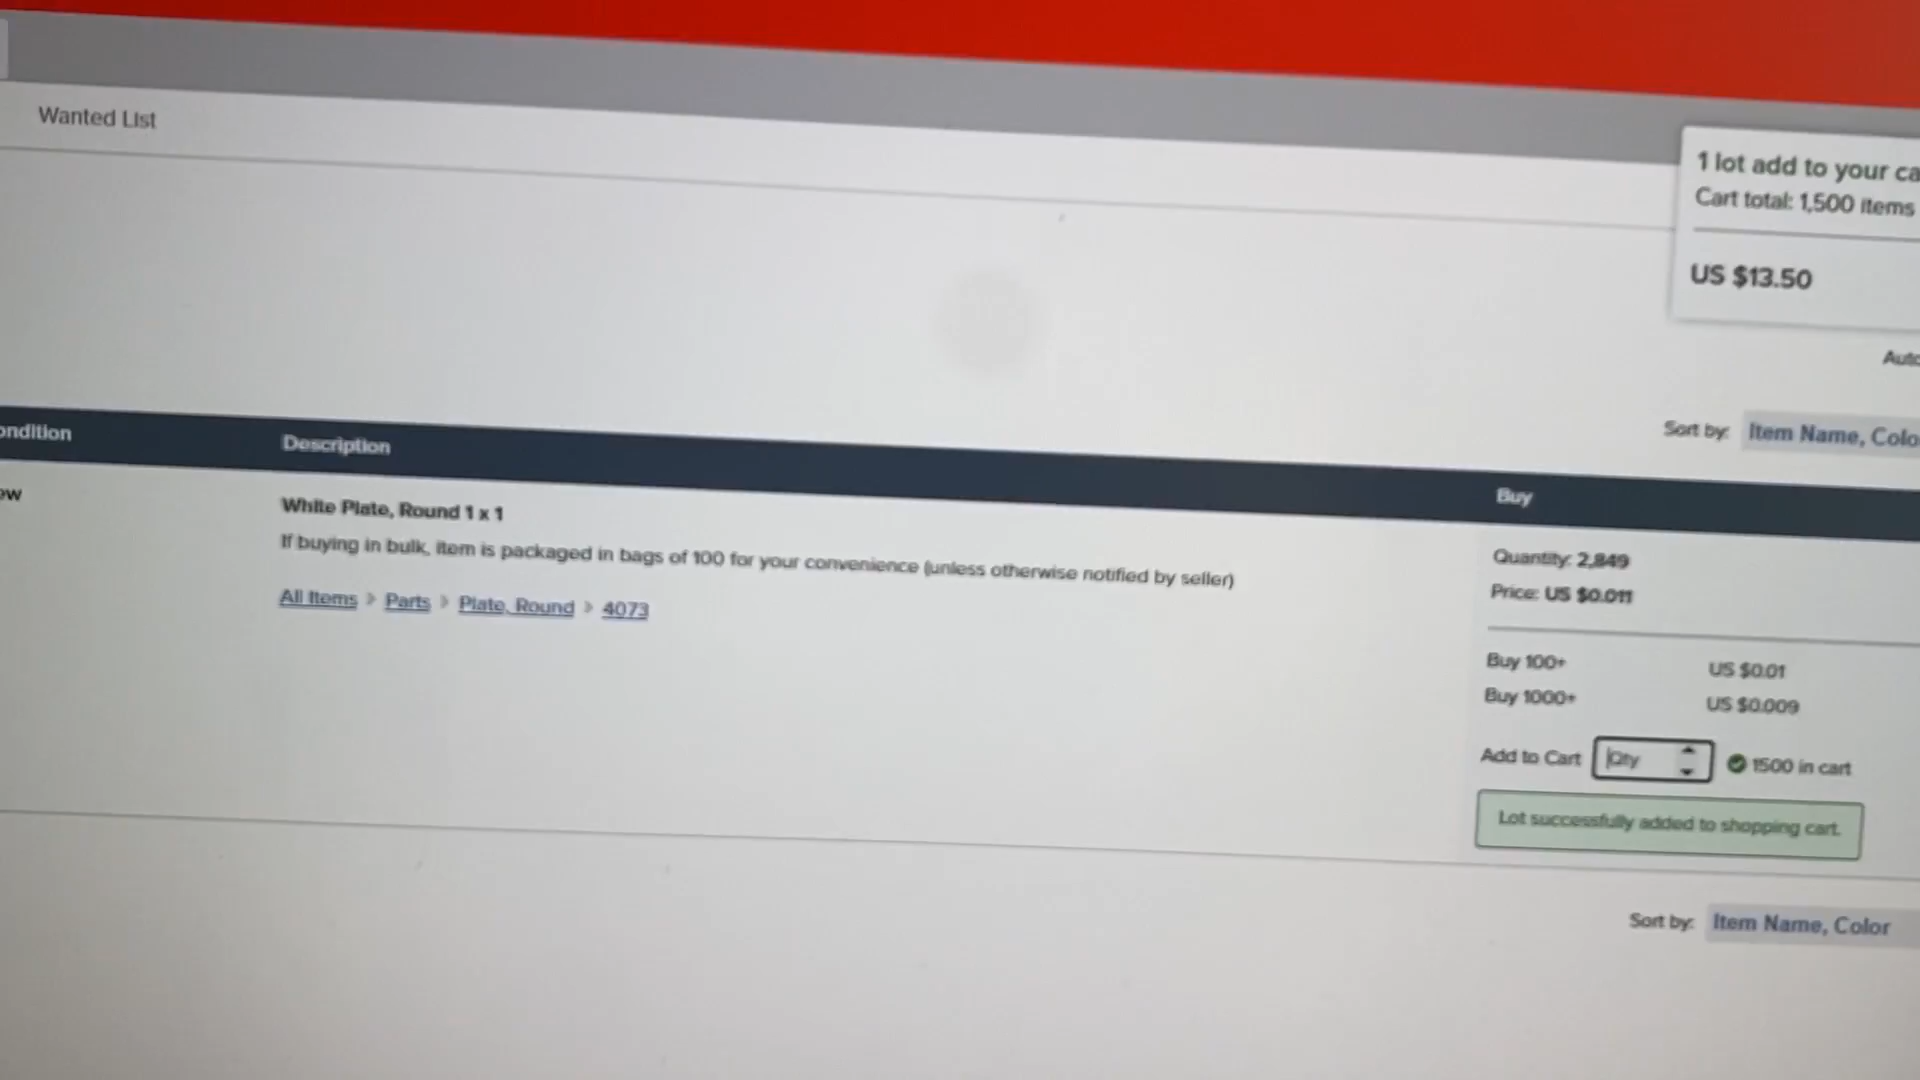 Wanted List
1 lot add to your ca
Cart total: 1,500 items
US $13.50
Auto
Sort by: Item Name, Colo
ondition Description Buy
ew
White Plate, Round 1 x 1
If buying in bulk, item is packaged in bags of 100 for your convenience (unless otherwise notified by seller)
All Items > Parts > Plate, Round > 4073
Quantity: 2,849
Price: US $0.011
Buy 100+ US $0.01
Buy 1000+ US $0.009
Add to Cart Qty 1500 in cart
Lot successfully added to shopping cart.
Sort by: Item Name, Color